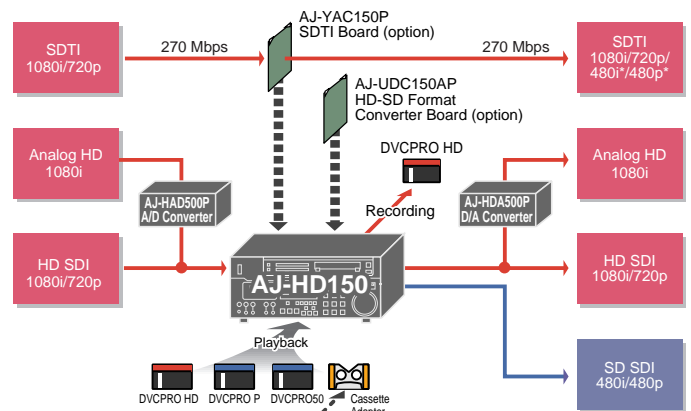 SDTI
1080i/720p
270 Mbps
AJ-YAC150P
SDTI Board (option)
270 Mbps
SDTI
1080i/720p/
480i*/480p*
AJ-UDC150AP
HD-SD Format
Converter Board (option)
DVCPRO HD
Analog HD
1080i
AJ-HAD500P
A/D Converter
Recording
AJ-HDA500P
D/A Converter
Analog HD
1080i
HD SDI
1080i/720p
AJ-HD150
HD SDI
1080i/720p
Playback
SD SDI
480i/480p
DVCPRO HD
DVCPRO P
DVCPRO50
Cassette
Adapter